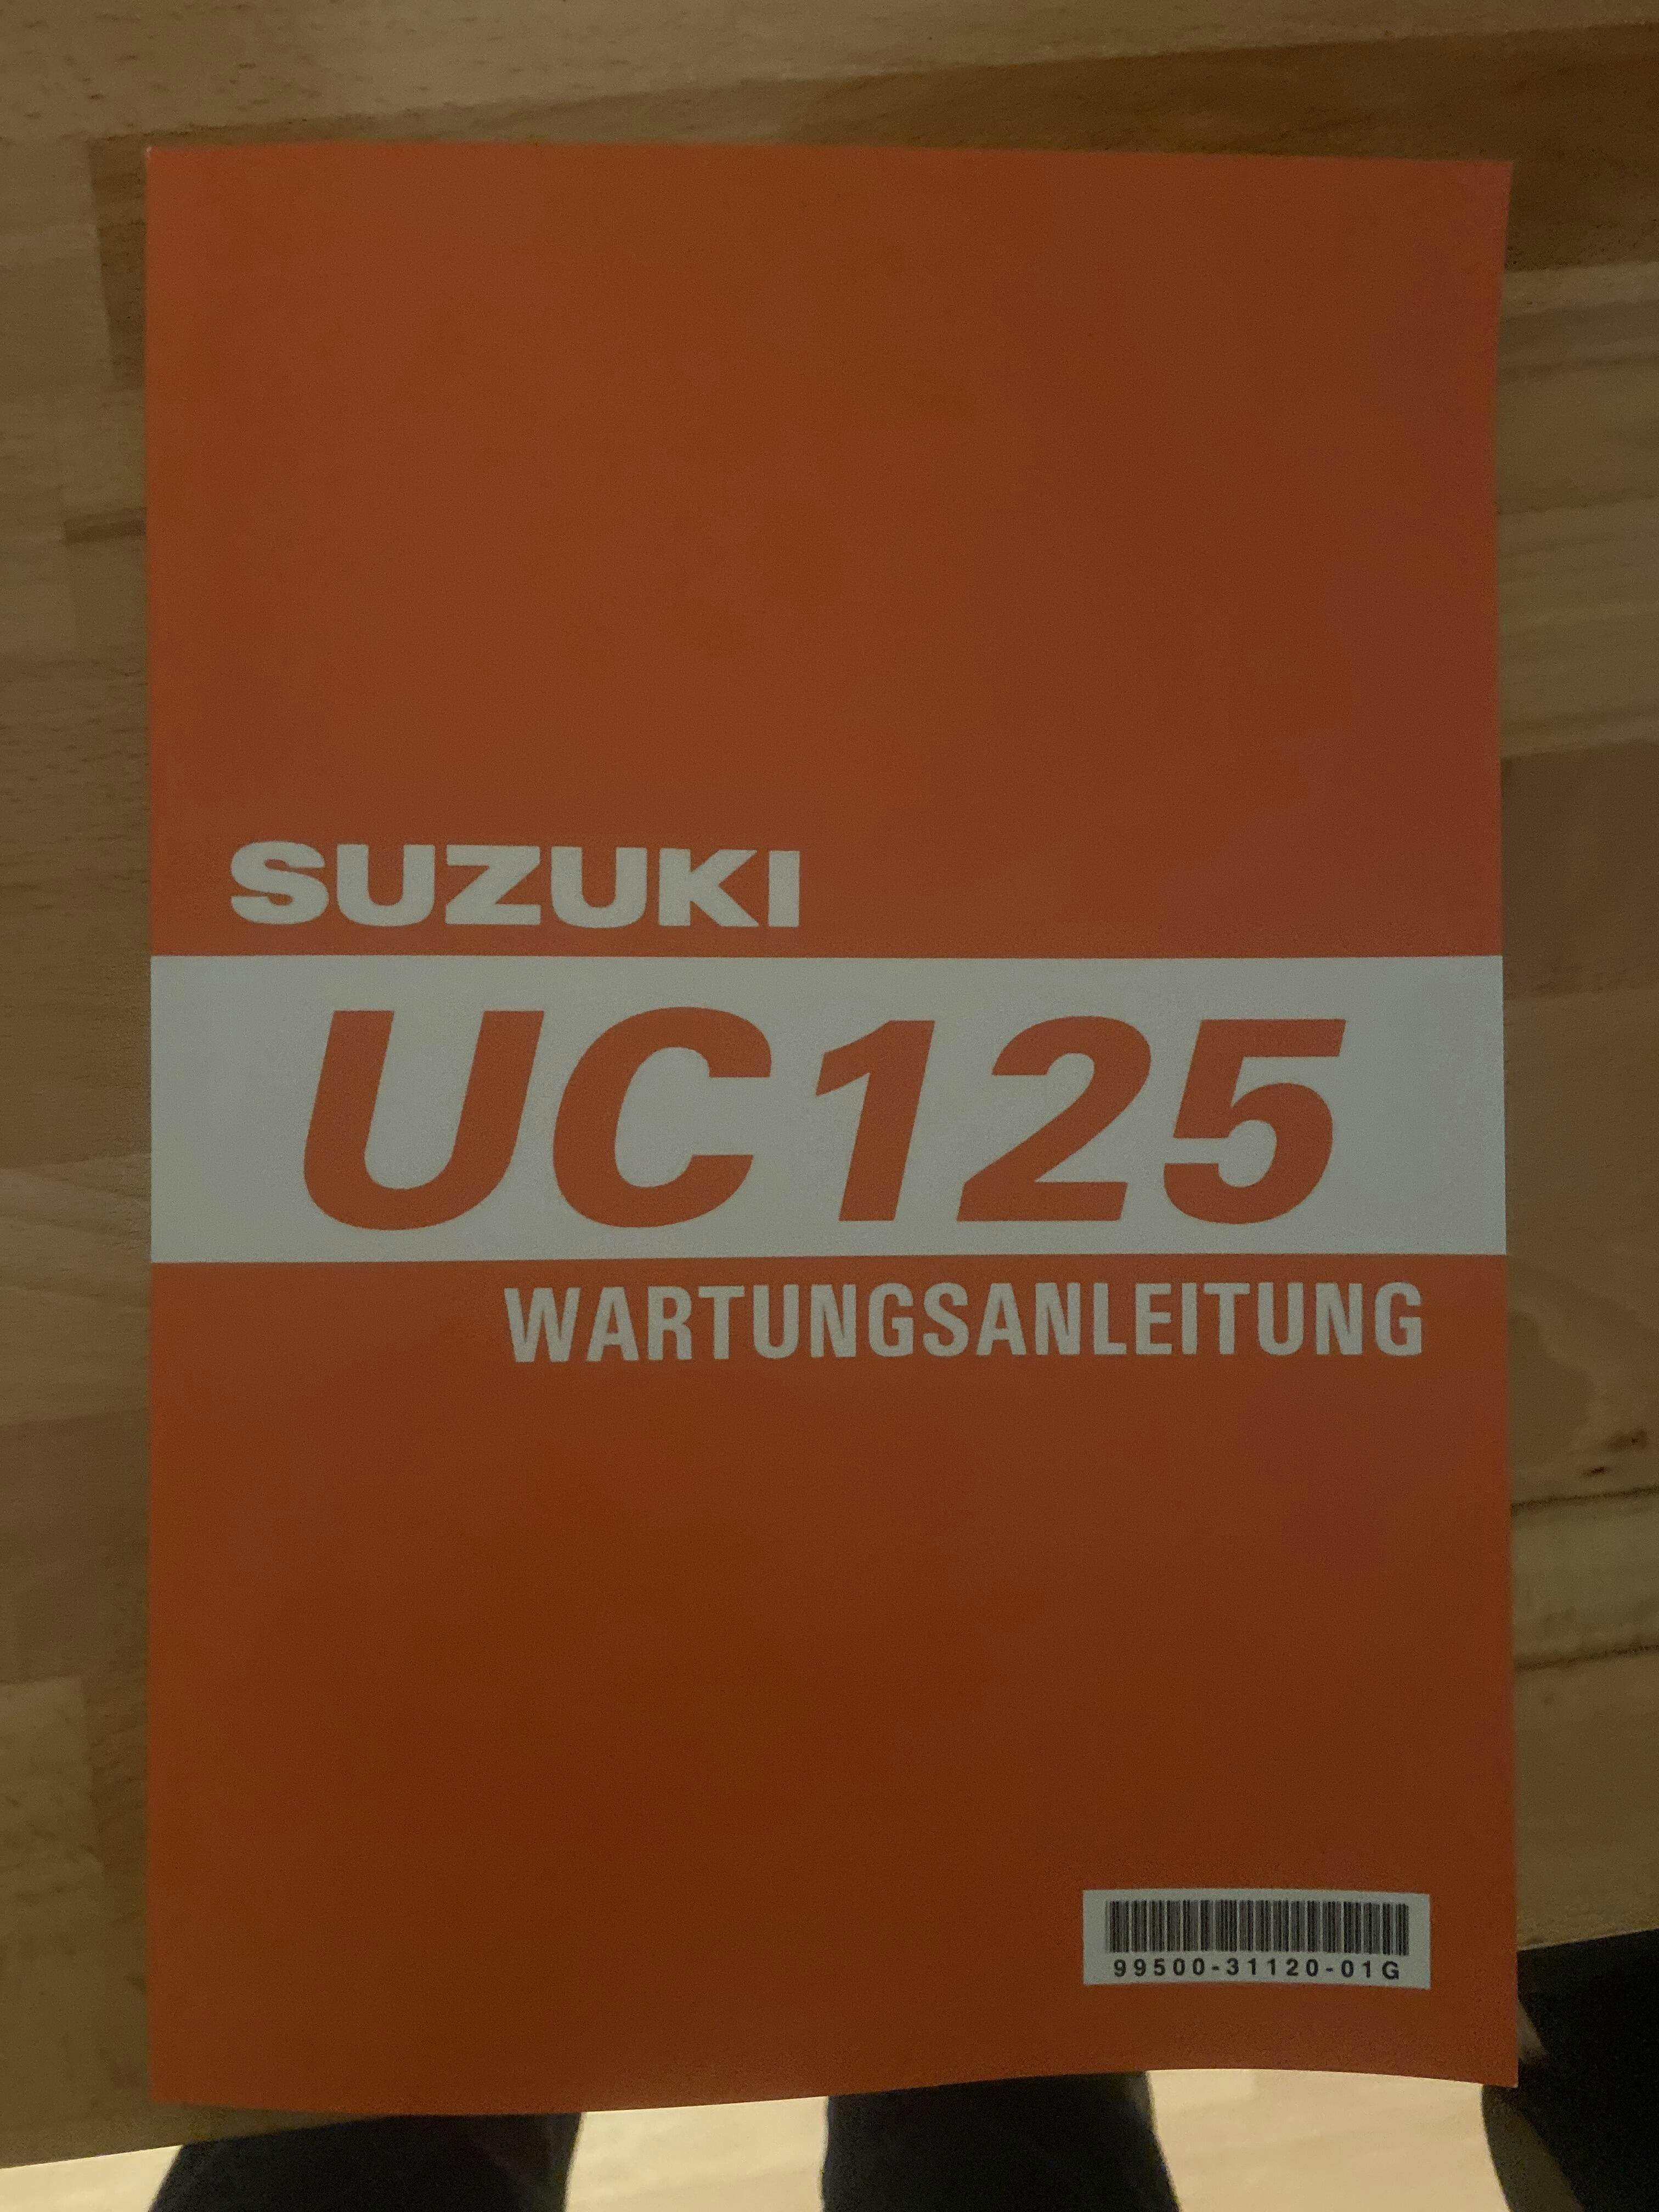 SUZUKI
UC125
WARTUNGSANLEITUNG
99500-31120-01G